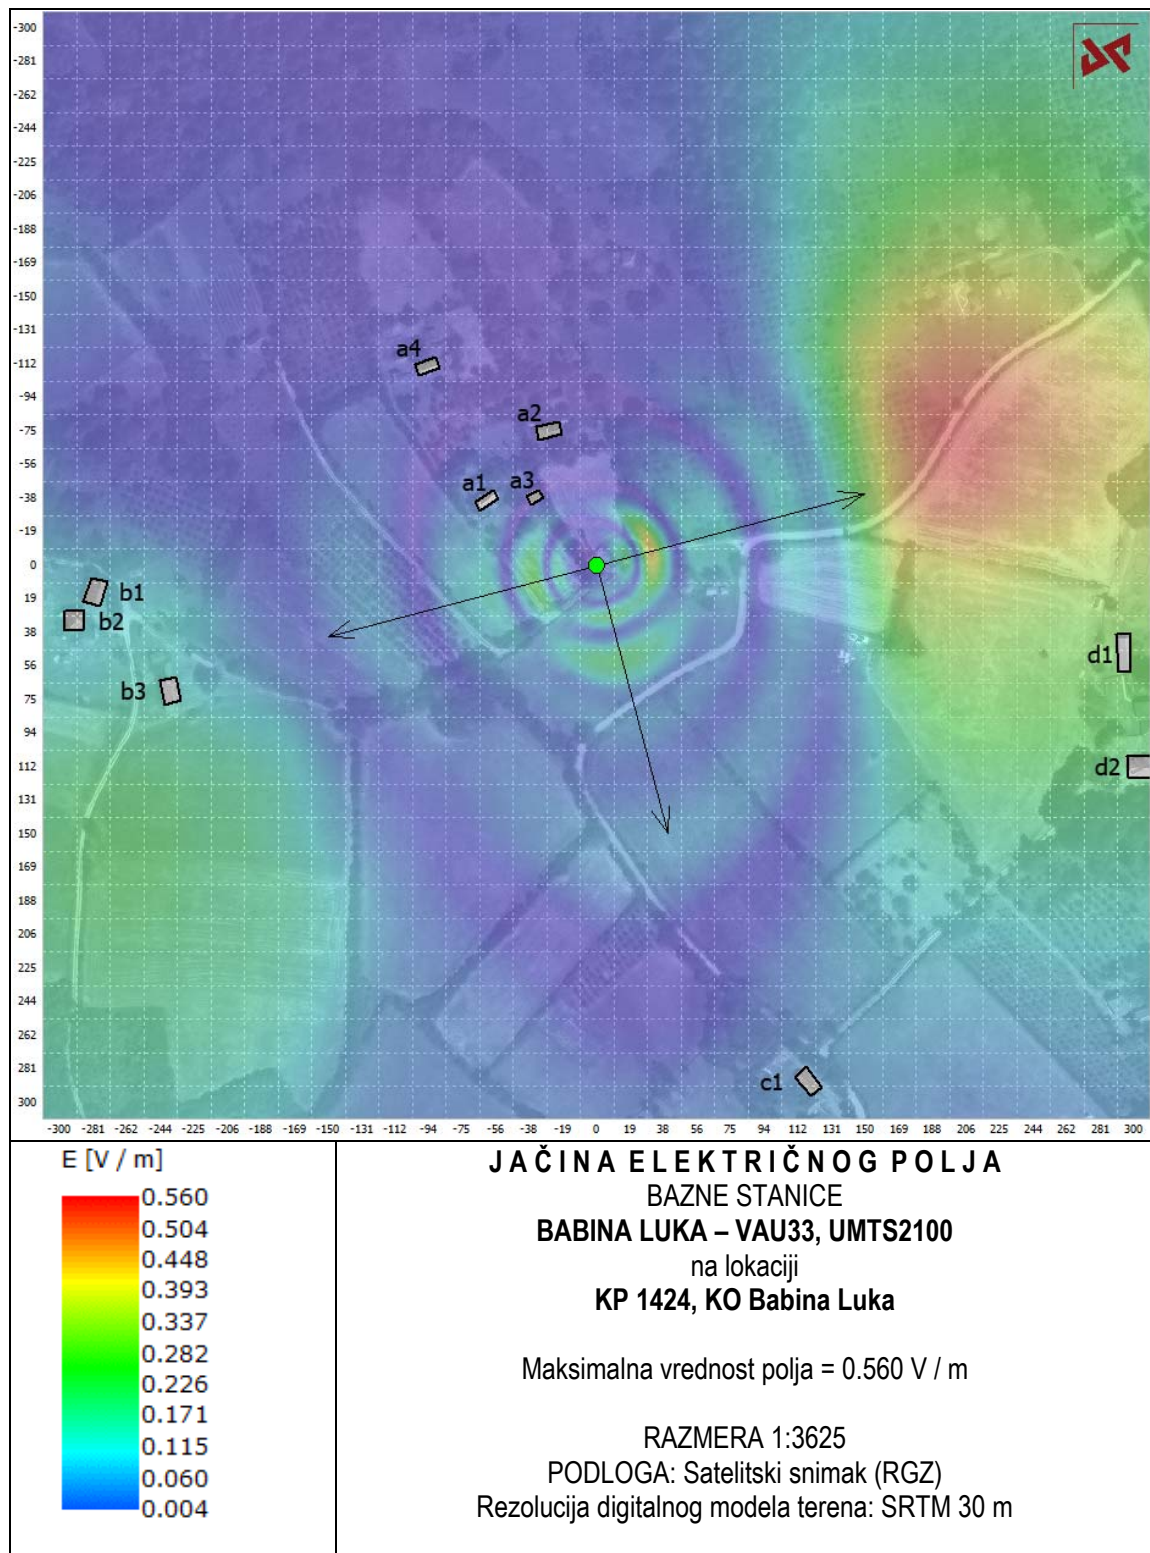 -300
-281
-262
-244
-225
-206
-188
-169
-150
-131
-112
-94
-75
-56
-38
-19
0
19
38
56
75
94
112
131
150
169
188
206
225
244
262
281
300
a4
a2
a1 a3
b1
b2
b3
d1
d2
c1
-300 -281 -262 -244 -225 -206 -188 -169 -150 -131 -112 -94 -75 -56 -38 -19 0 19 38 56 75 94 112 131 150 169 188 206 225 244 262 281 300
E [V / m]
0.560
0.504
0.448
0.393
0.337
0.282
0.226
0.171
0.115
0.060
0.004
JAČINA ELEKTRIČNOG POLJA
BAZNE STANICE
BABINA LUKA – VAU33, UMTS2100
na lokaciji
KP 1424, KO Babina Luka
Maksimalna vrednost polja = 0.560 V / m
RAZMERA 1:3625
PODLOGA: Satelitski snimak (RGZ)
Rezolucija digitalnog modela terena: SRTM 30 m